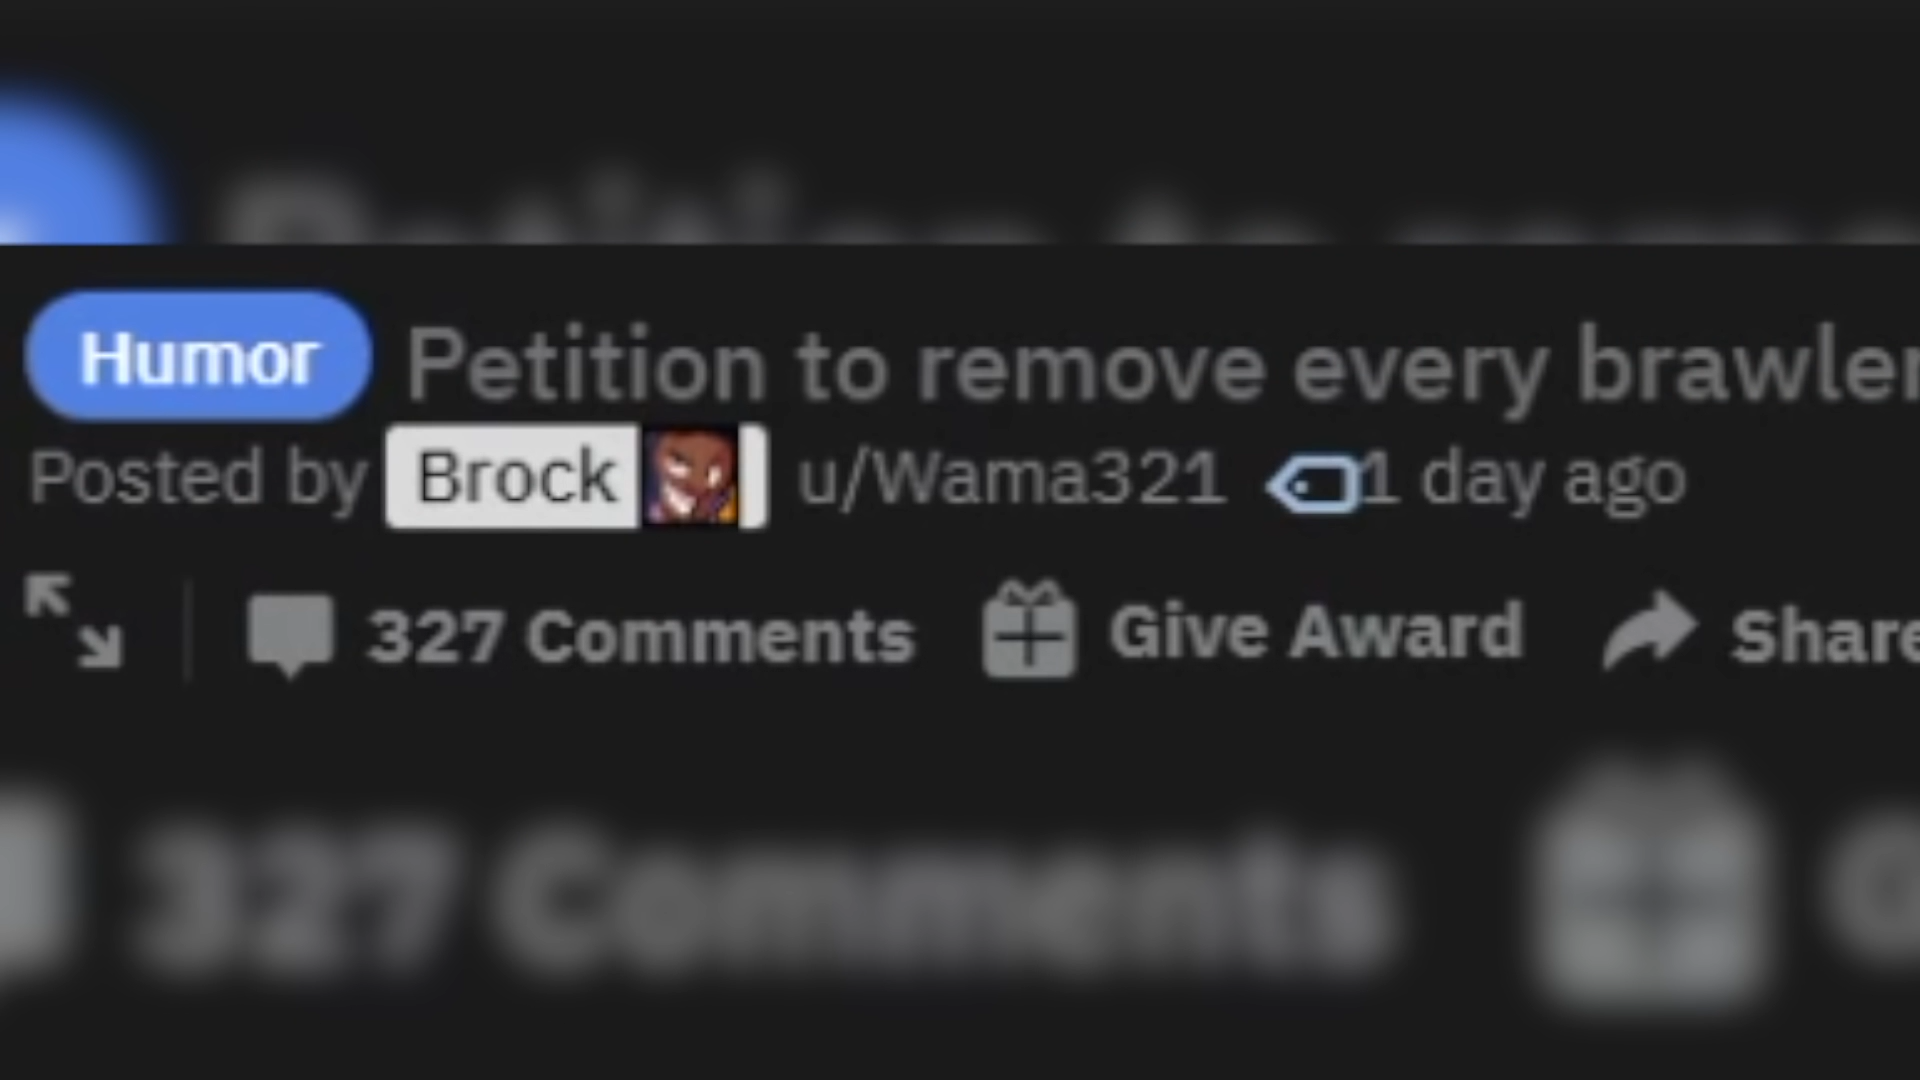 Humor Petition to remove every brawler
Posted by Brock u/Wama321 1 day ago
327 Comments Give Award Share
327 Comments